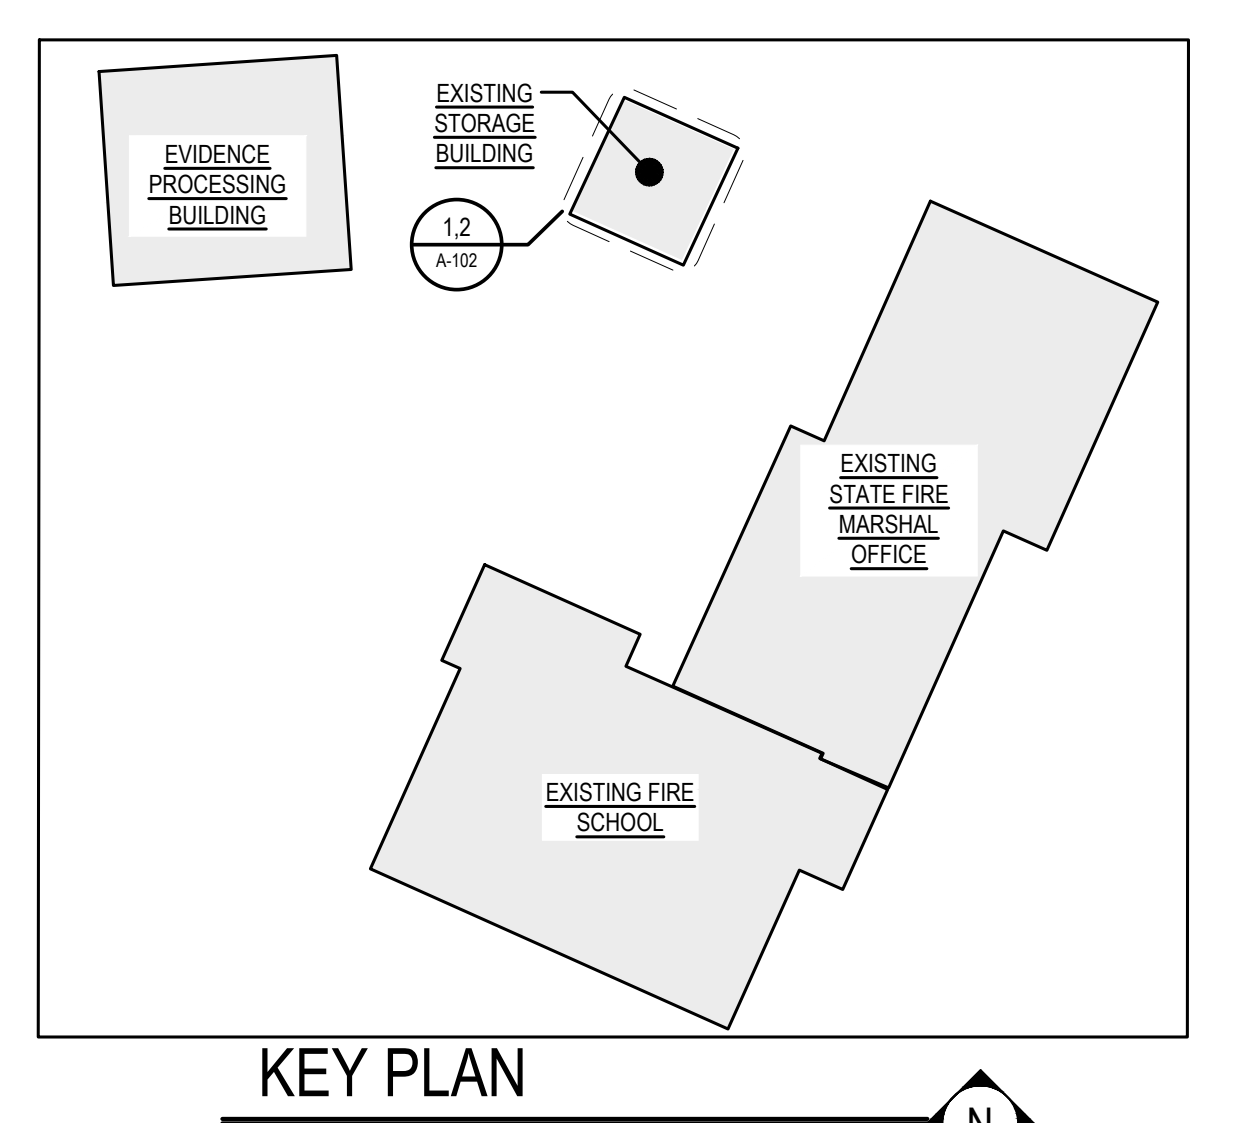 EXISTING
STORAGE
BUILDING
EVIDENCE
PROCESSING
BUILDING
1,2
A-102
EXISTING
STATE FIRE
MARSHAL
OFFICE
EXISTING FIRE
SCHOOL
KEY PLAN
N